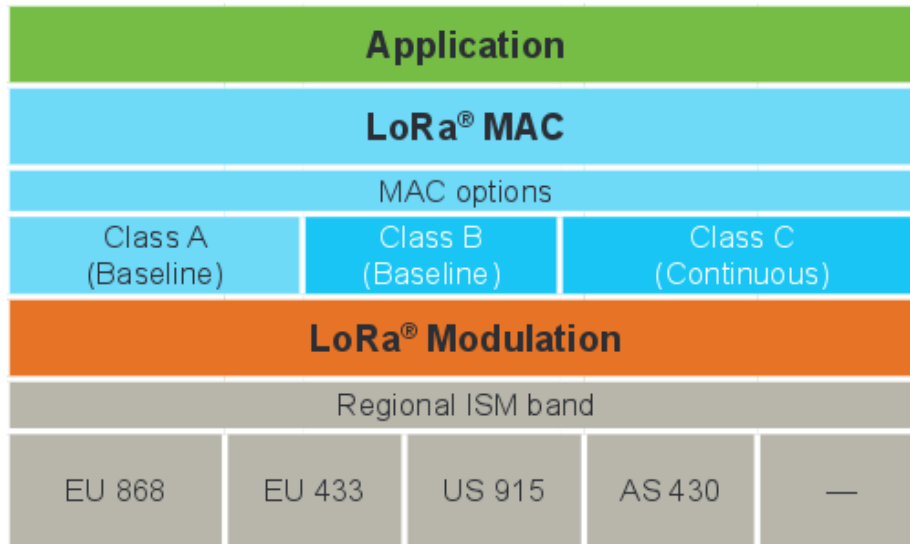 Application
LoRa® MAC
MAC options
Class A
(Baseline)
Class B
(Baseline)
Class C
(Continuous)
LoRa® Modulation
Regional ISM band
EU 868
EU 433
US 915
AS 430
—